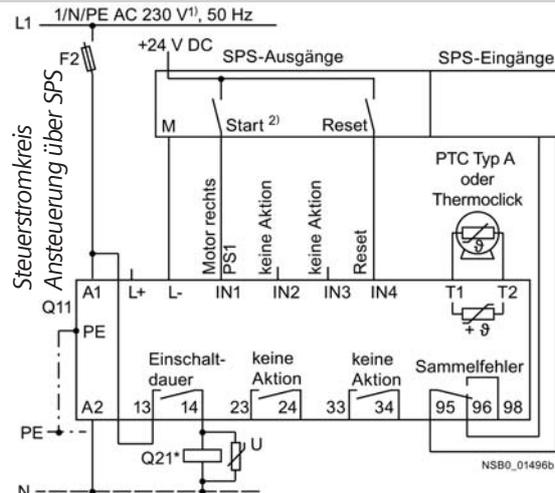 1/N/PE AC 230 V1), 50 Hz
L1
F2
+24 V DC
SPS-Ausgänge
SPS-Eingänge
Steuerstromkreis
Ansteuerung über SPS
M
Start 2)
Reset
PTC Typ A
oder
Thermoclick
Motor rechts
PS1
keine Aktion
keine Aktion
Reset
ϑ
A1
L+
L-
IN1
IN2
IN3
IN4
T1
T2
Q11
PE
+ ϑ
Einschalt-
dauer
keine
Aktion
keine
Aktion
Sammelfehler
A2
13
14
23
24
33
34
95
96
98
PE
Q21*
U
NSB0_01496b
N